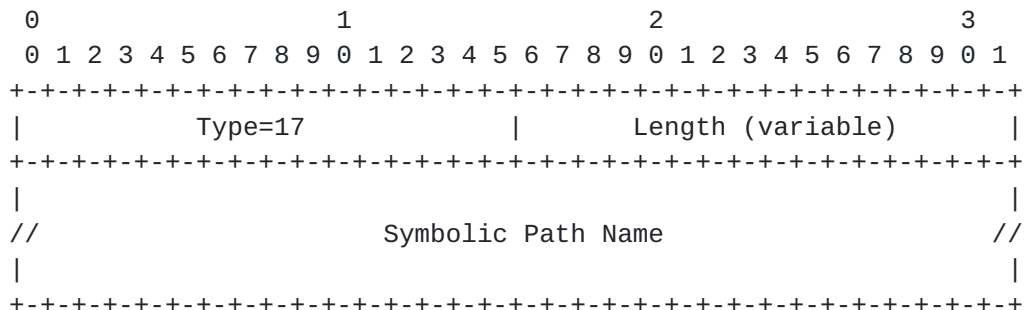 0                   1                   2                   3
 0 1 2 3 4 5 6 7 8 9 0 1 2 3 4 5 6 7 8 9 0 1 2 3 4 5 6 7 8 9 0 1
+-+-+-+-+-+-+-+-+-+-+-+-+-+-+-+-+-+-+-+-+-+-+-+-+-+-+-+-+-+-+-+-+
|           Type=17             |       Length (variable)       |
+-+-+-+-+-+-+-+-+-+-+-+-+-+-+-+-+-+-+-+-+-+-+-+-+-+-+-+-+-+-+-+-+
|                                                               |
//                      Symbolic Path Name                     //
|                                                               |
+-+-+-+-+-+-+-+-+-+-+-+-+-+-+-+-+-+-+-+-+-+-+-+-+-+-+-+-+-+-+-+-+